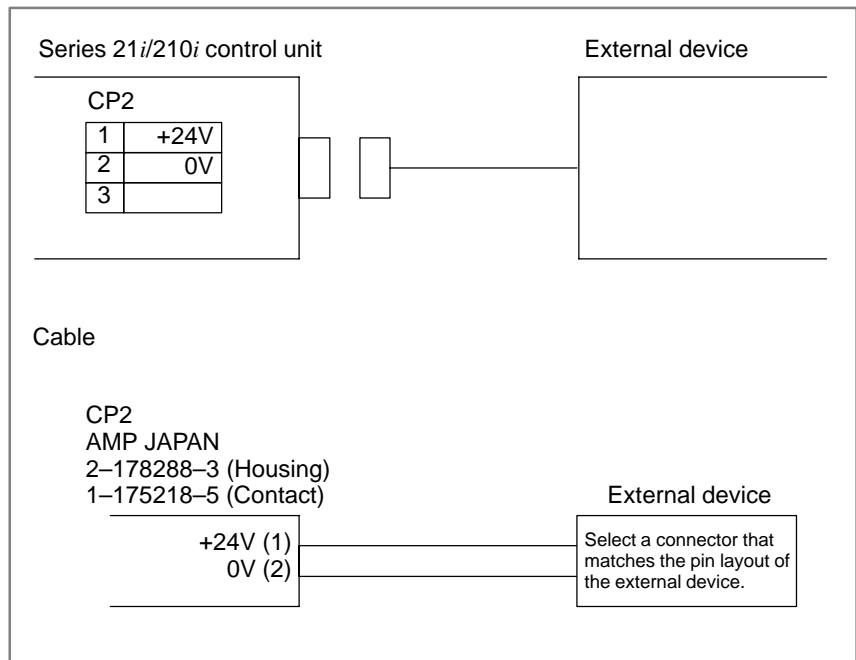 Series 21i/210i control unit
External device
CP2
1 +24V
2 0V
3
Cable
CP2
AMP JAPAN
2–178288–3 (Housing)
1–175218–5 (Contact)
External device
+24V (1)
0V (2)
Select a connector that
matches the pin layout of
the external device.